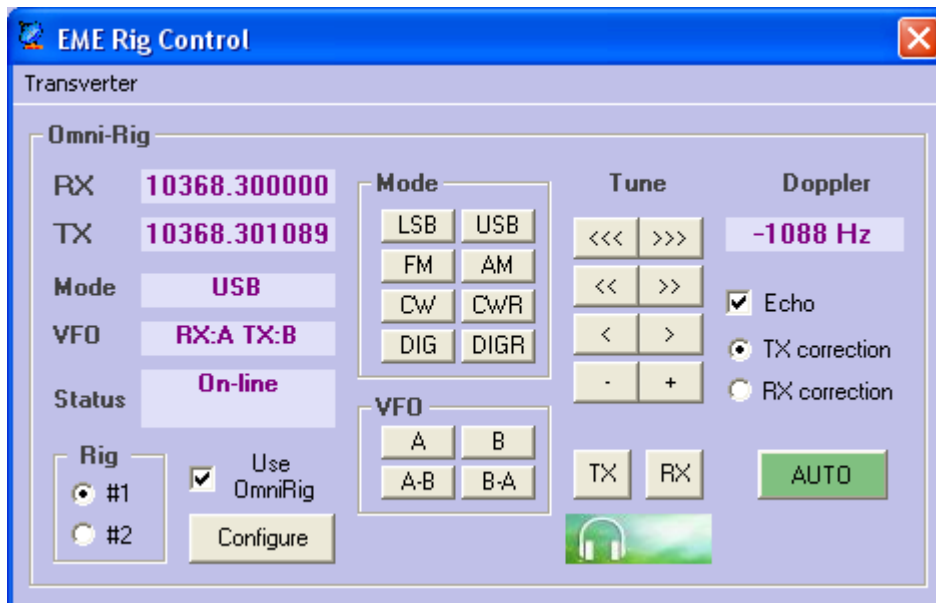 EME Rig Control
Transverter
Omni-Rig
RX 10368.300000
TX 10368.301089
Mode USB
VFO RX:A TX:B
Status On-line
Rig
#1
#2
Use
OmniRig
Configure
Mode
LSB USB
FM AM
CW CWR
DIG DIGR
VFO
A B
A-B B-A
Tune
<<< >>>
<< >>
< >
- +
TX RX
Doppler
-1088 Hz
Echo
TX correction
RX correction
AUTO